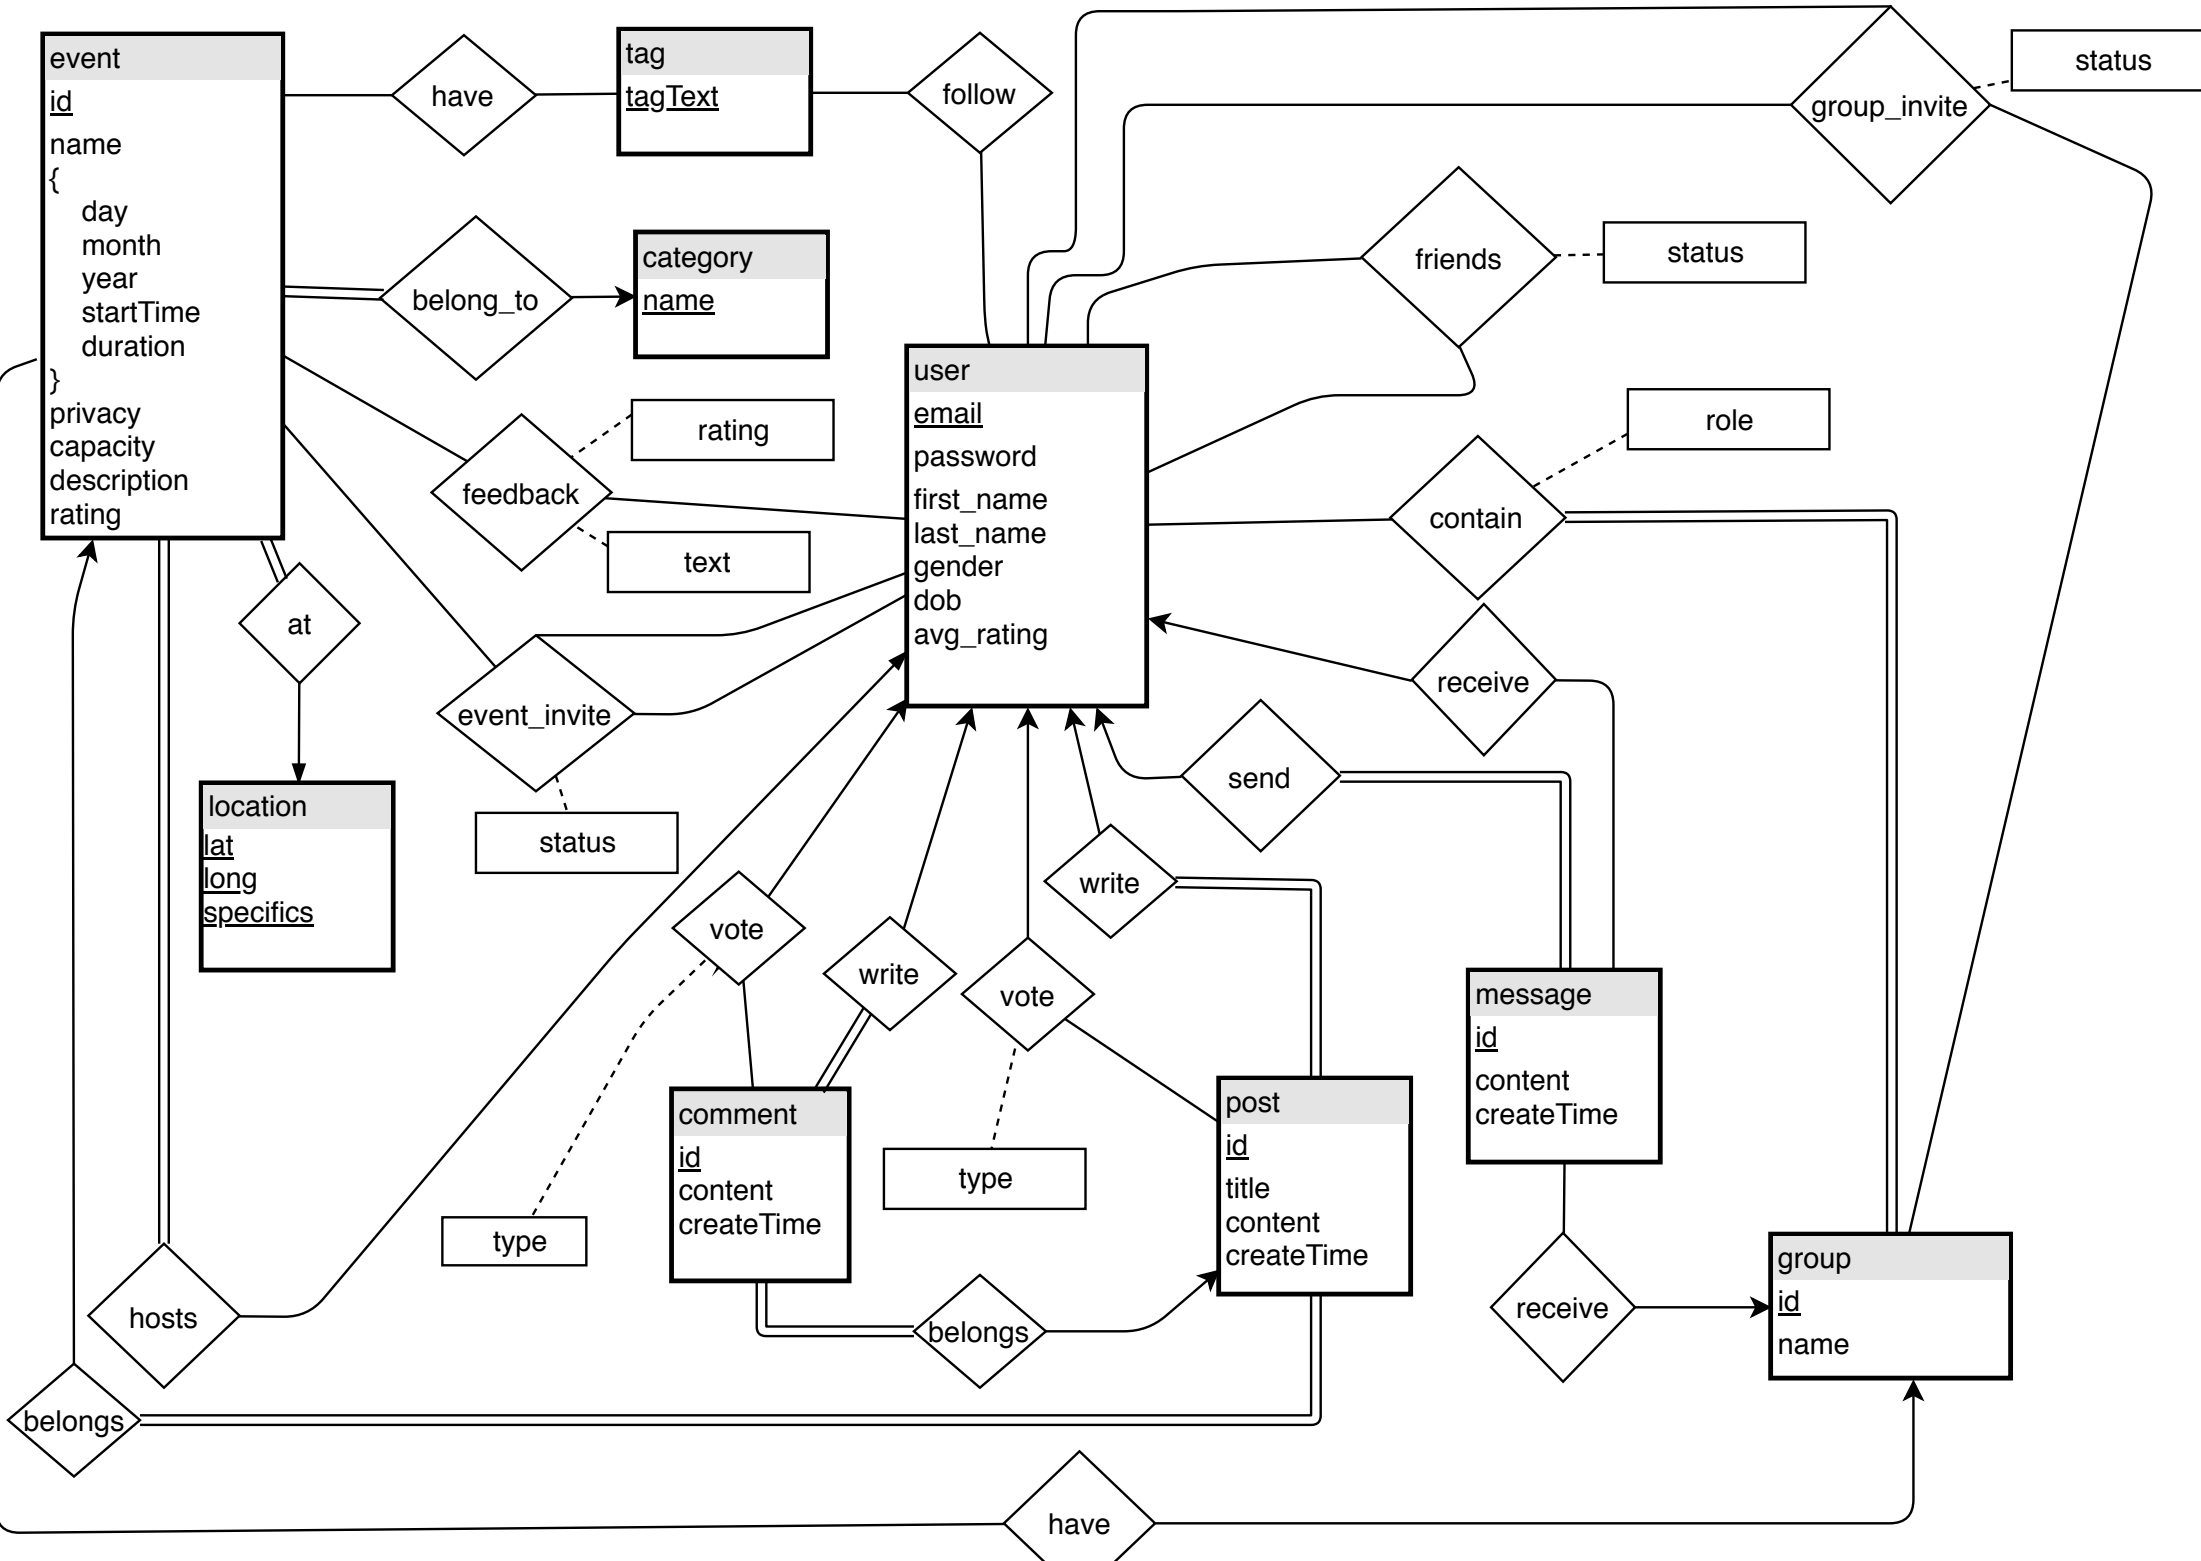 event
id
name
{
day
month
year
startTime
duration
}
privacy
capacity
description
rating
have
tag
tagText
follow
group_invite
status
belong_to
category
name
friends
status
feedback
rating
text
user
email
password
first_name
last_name
gender
dob
avg_rating
contain
role
at
event_invite
status
receive
send
location
lat
long
specifics
vote
write
vote
write
message
id
content
createTime
comment
id
content
createTime
type
type
post
id
title
content
createTime
group
id
name
hosts
belongs
receive
belongs
have